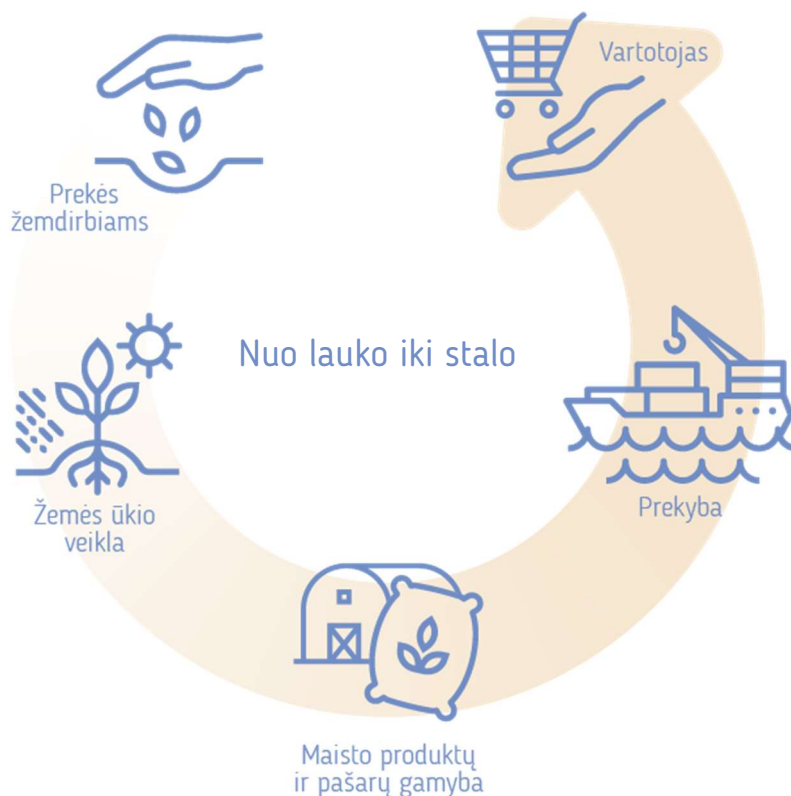 Nuo lauko iki stalo
Prekės
žemdirbiams
Žemės ūkio
veikla
Maisto produktų
ir pašarų gamyba
Prekyba
Vartotojas